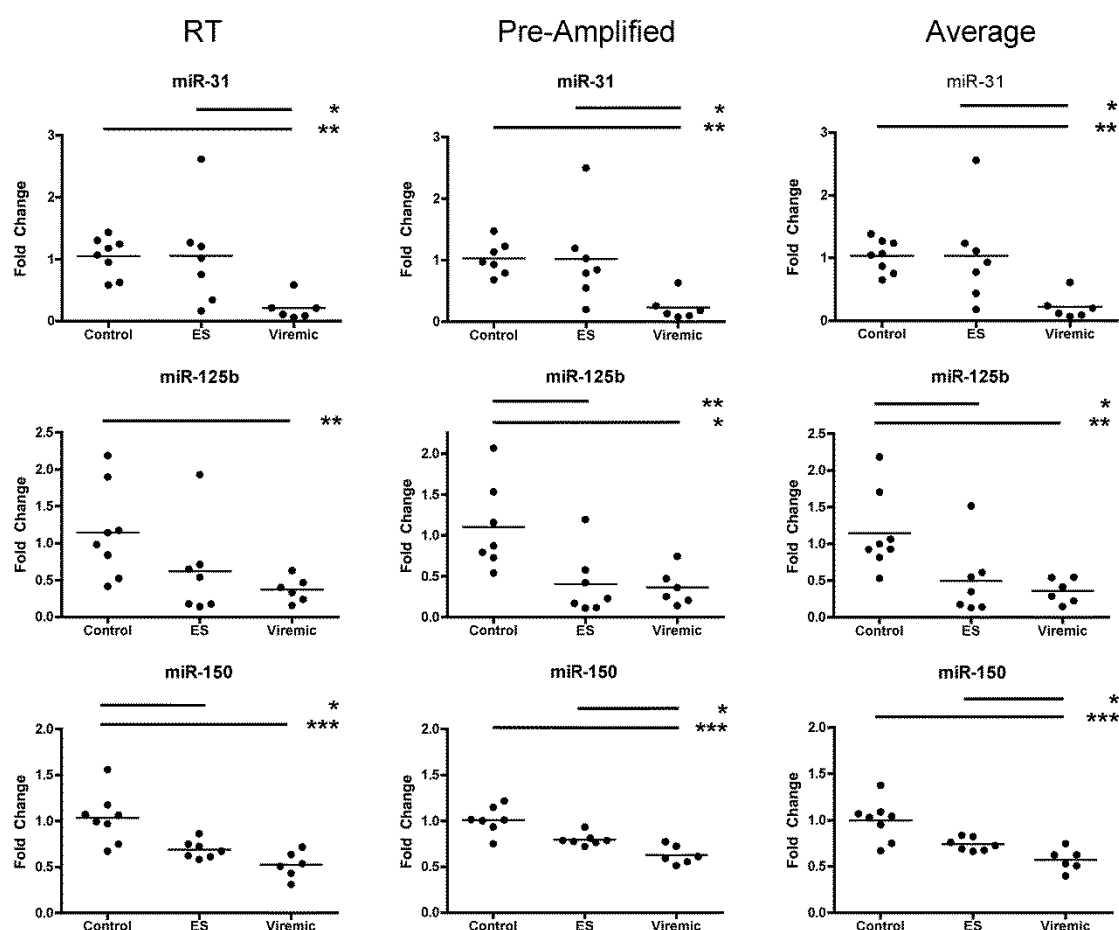 RT Pre-Amplified Average
miR-31 miR-31 miR-31
* * *
** ** **
3 3 3
2 2 2
1 1 1
0 0 0
Fold Change Fold Change Fold Change
Control ES Viremic Control ES Viremic Control ES Viremic
miR-125b miR-125b miR-125b
** ** *
* **
2.5 2.0 2.5
2.0 1.5 2.0
1.5 1.0 1.5
1.0 0.5 1.0
0.5 0.0 0.5
0.0 0.0
Fold Change Fold Change Fold Change
Control ES Viremic Control ES Viremic Control ES Viremic
miR-150 miR-150 miR-150
* * *
*** *** ***
2.0 2.0 2.0
1.5 1.5 1.5
1.0 1.0 1.0
0.5 0.5 0.5
0.0 0.0 0.0
Fold Change Fold Change Fold Change
Control ES Viremic Control ES Viremic Control ES Viremic